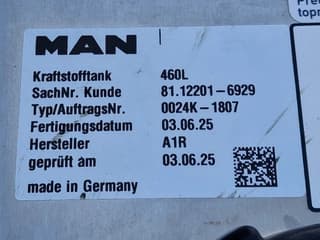 MAN
Kraftstofftank 460L
SachNr. Kunde 81.12201-6929
Typ/AuftragsNr. 0024K-1807
Fertigungsdatum 03.06.25
Hersteller A1R
geprüft am 03.06.25
made in Germany